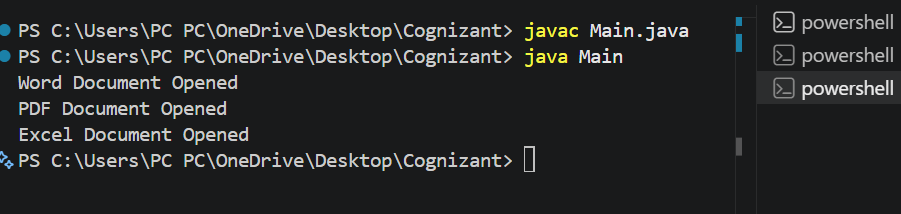 PS C:\Users\PC PC\OneDrive\Desktop\Cognizant> javac Main.java
PS C:\Users\PC PC\OneDrive\Desktop\Cognizant> java Main
Word Document Opened
PDF Document Opened
Excel Document Opened
PS C:\Users\PC PC\OneDrive\Desktop\Cognizant>
powershell
powershell
powershell